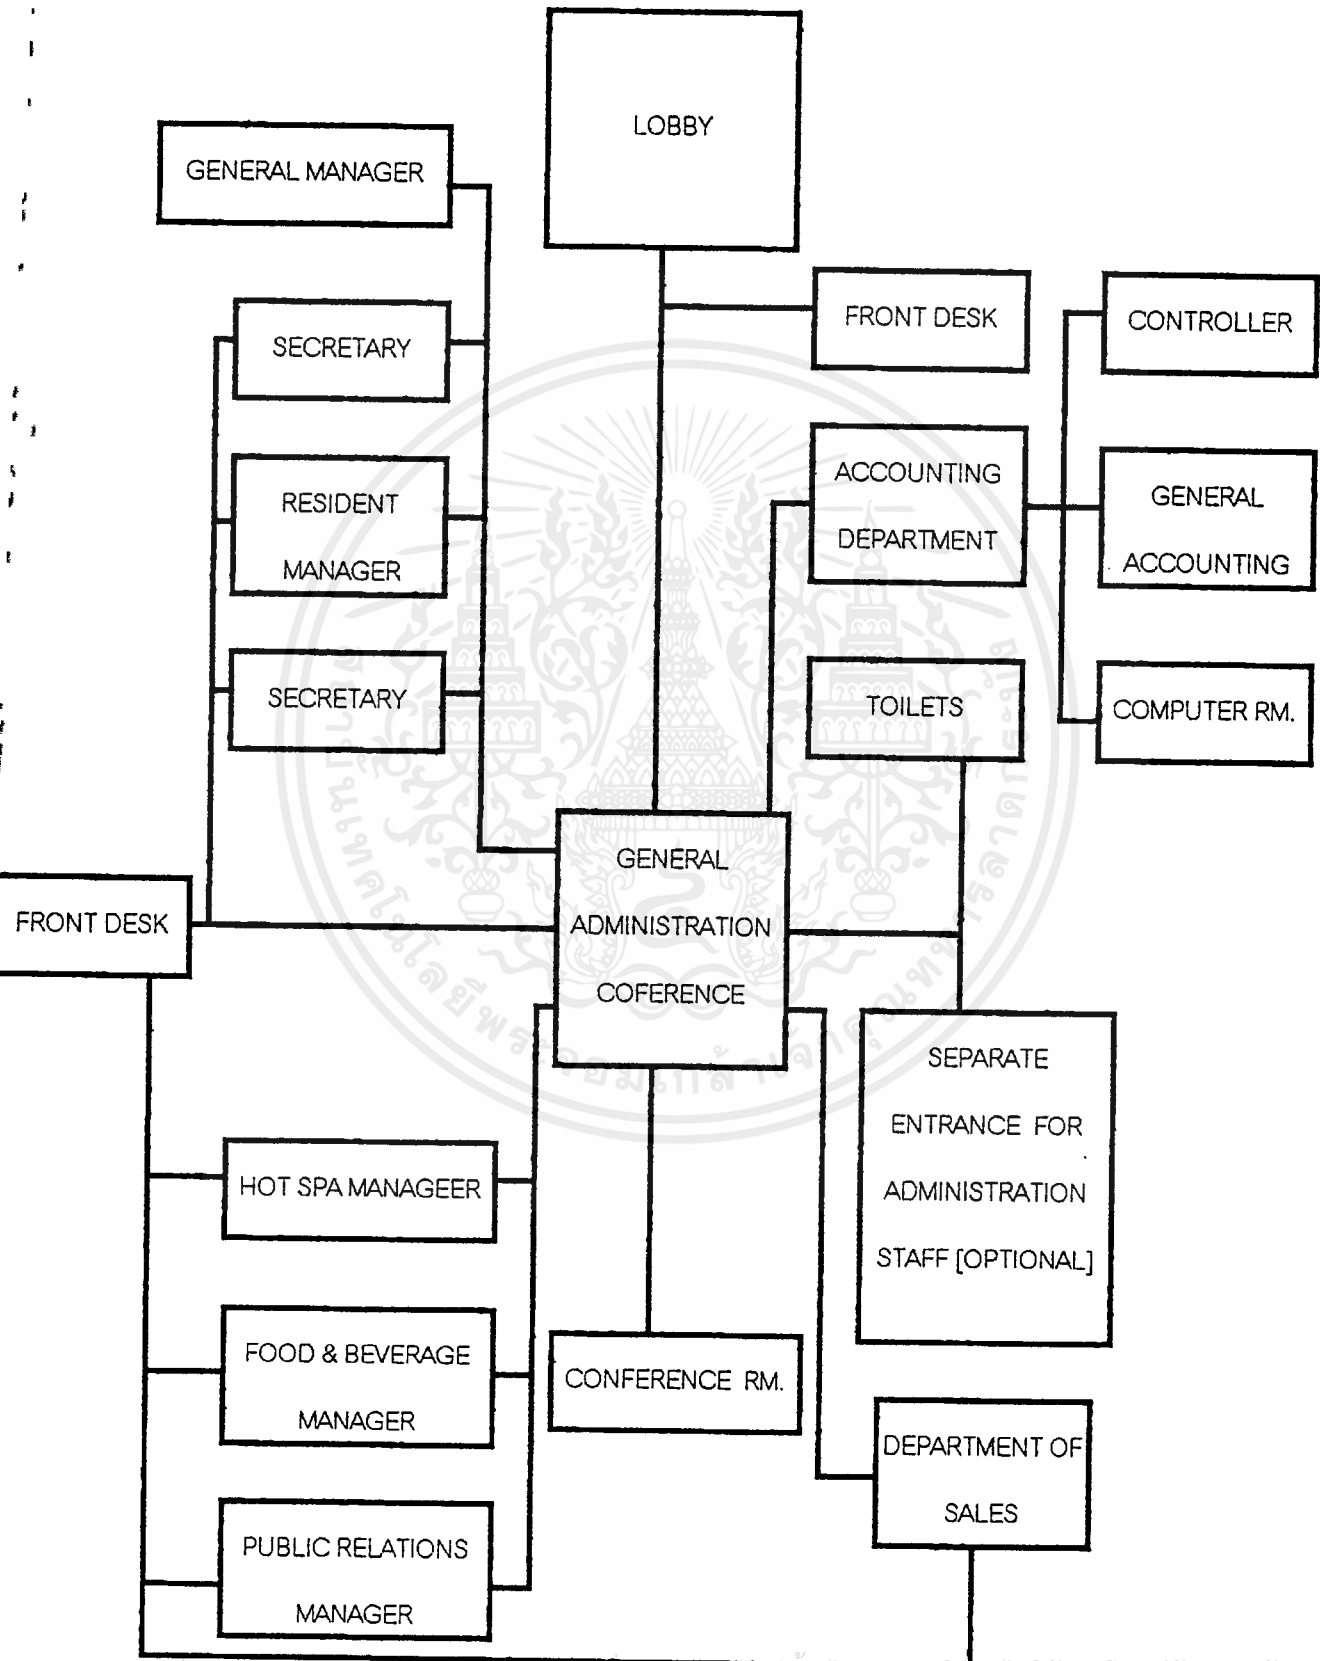 LOBBY
GENERAL MANAGER
FRONT DESK
CONTROLLER
SECRETARY
ACCOUNTING
DEPARTMENT
GENERAL
ACCOUNTING
RESIDENT
MANAGER
SECRETARY
TOILETS
COMPUTER RM.
GENERAL
ADMINISTRATION
COFERENCE
FRONT DESK
SEPARATE
ENTRANCE FOR
ADMINISTRATION
STAFF [OPTIONAL]
HOT SPA MANAGEER
FOOD & BEVERAGE
MANAGER
CONFERENCE RM.
DEPARTMENT OF
SALES
PUBLIC RELATIONS
MANAGER